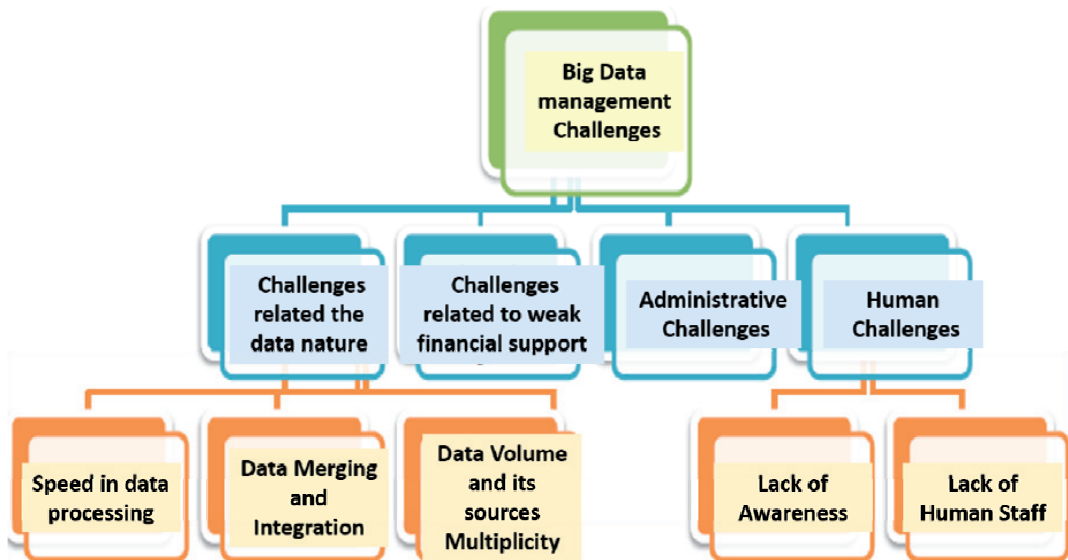 Big Data
management
Challenges
Challenges
related the
data nature
Challenges
related to weak
financial support
Administrative
Challenges
Human
Challenges
Speed in data
processing
Data Merging
and
Integration
Data Volume
and its
sources
Multiplicity
Lack of
Awareness
Lack of
Human Staff